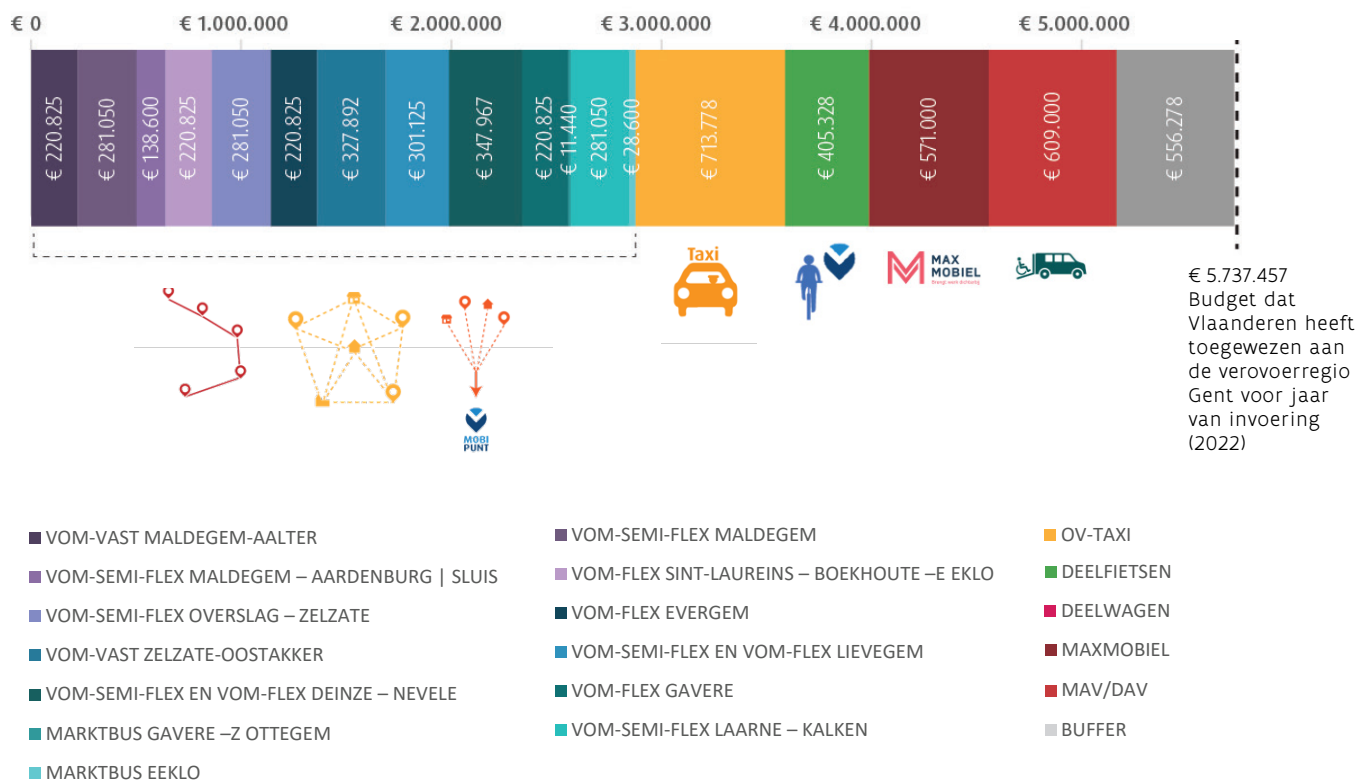 € 0
€ 1.000.000
€ 2.000.000
€ 3.000.000
€ 4.000.000
€ 5.000.000
€ 220.825
€ 281.050
€ 138.600
€ 220.825
€ 281.050
€ 220.825
€ 327.892
€ 301.125
€ 347.967
€ 220.825
€ 11.440
€ 281.050
€ 28.600
€ 713.778
€ 405.328
€ 571.000
€ 609.000
€ 556.278
Taxi
MAX
MOBIEL
Brengt werk dichterbij
MOBI
PUNT
€ 5.737.457
Budget dat
Vlaanderen heeft
toegewezen aan
de verovoerregio
Gent voor jaar
van invoering
(2022)
VOM-VAST MALDEGEM-AALTER
VOM-SEMI-FLEX MALDEGEM – AARDENBURG | SLUIS
VOM-SEMI-FLEX OVERSLAG – ZELZATE
VOM-VAST ZELZATE-OOSTAKKER
VOM-SEMI-FLEX EN VOM-FLEX DEINZE – NEVELE
MARKTBUS GAVERE –Z OTTEGEM
MARKTBUS EEKLO
VOM-SEMI-FLEX MALDEGEM
VOM-FLEX SINT-LAUREINS – BOEKHOUTE –E EKLO
VOM-FLEX EVERGEM
VOM-SEMI-FLEX EN VOM-FLEX LIEVEGEM
VOM-FLEX GAVERE
VOM-SEMI-FLEX LAARNE – KALKEN
OV-TAXI
DEELFIETSEN
DEELWAGEN
MAXMOBIEL
MAV/DAV
BUFFER